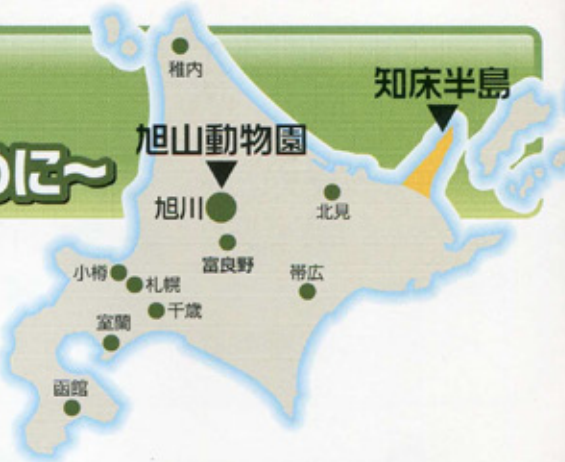 稚内
知床半島
旭山動物園
に～
旭川
北見
富良野
帯広
小樽
札幌
千歳
室蘭
函館